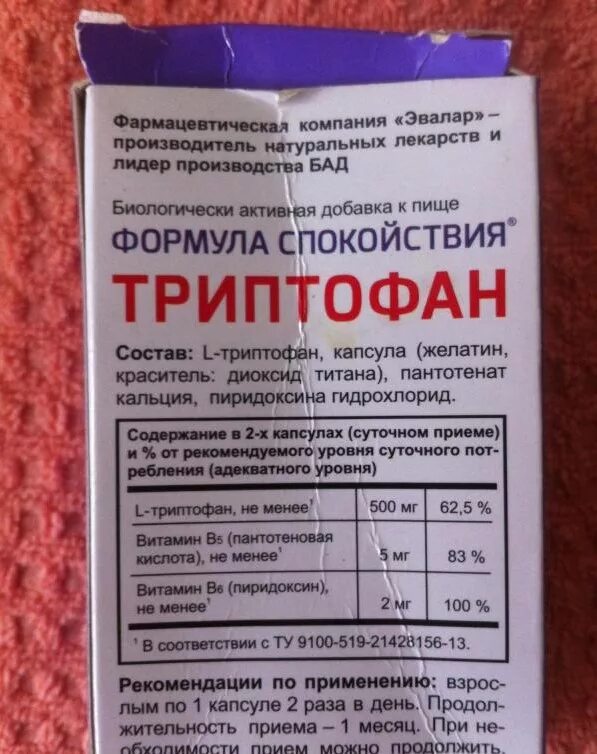 Фармацевтическая компания «Эвалар» –
производитель натуральных лекарств и
лидер производства БАД
Биологически активная добавка к пище
ФОРМУЛА СПОКОЙСТВИЯ®
ТРИПТОФАН
Состав: L-триптофан, капсула (желатин,
краситель: диоксид титана), пантотенат
кальция, пиридоксина гидрохлорид.
Содержание в 2-х капсулах (суточном приеме)
и % от рекомендуемого уровня суточного пот-
ребления (адекватного уровня)
L-триптофан, не менее¹ 500 мг 62,5 %
Витамин B5 (пантотеновая
кислота), не менее¹ 5 мг 83 %
Витамин B6 (пиридоксин),
не менее¹ 2 мг 100 %
¹ В соответствии с ТУ 9100-519-21428156-13.
Рекомендации по применению: взрос-
лым по 1 капсуле 2 раза в день. Продол-
жительность приема – 1 месяц. При не-
обходимости прием можно продолжить.